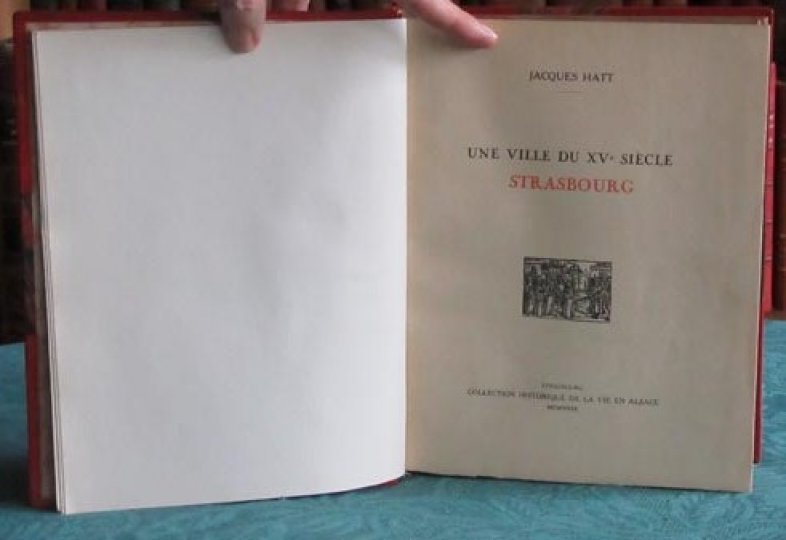 JACQUES HATT
UNE VILLE DU XVᵉ SIÈCLE
STRASBOURG
STRASBOURG
COLLECTION HISTORIQUE DE LA VIE EN ALSACE